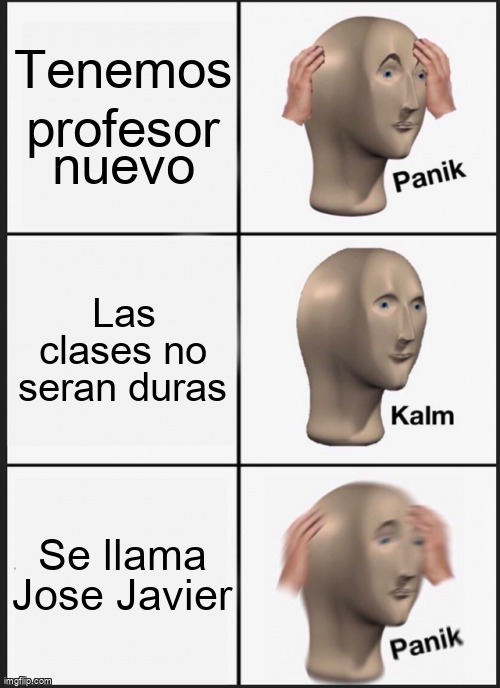 Tenemos
profesor
nuevo
Panik
Las
clases no
seran duras
Kalm
Se llama
Jose Javier
Panik
imgflip.com